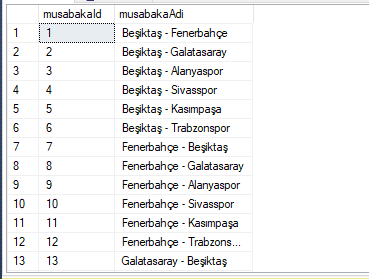 musabakaId musabakaAdi
1 1 Beşiktaş - Fenerbahçe
2 2 Beşiktaş - Galatasaray
3 3 Beşiktaş - Alanyaspor
4 4 Beşiktaş - Sivasspor
5 5 Beşiktaş - Kasımpaşa
6 6 Beşiktaş - Trabzonspor
7 7 Fenerbahçe - Beşiktaş
8 8 Fenerbahçe - Galatasaray
9 9 Fenerbahçe - Alanyaspor
10 10 Fenerbahçe - Sivasspor
11 11 Fenerbahçe - Kasımpaşa
12 12 Fenerbahçe - Trabzons...
13 13 Galatasaray - Beşiktaş